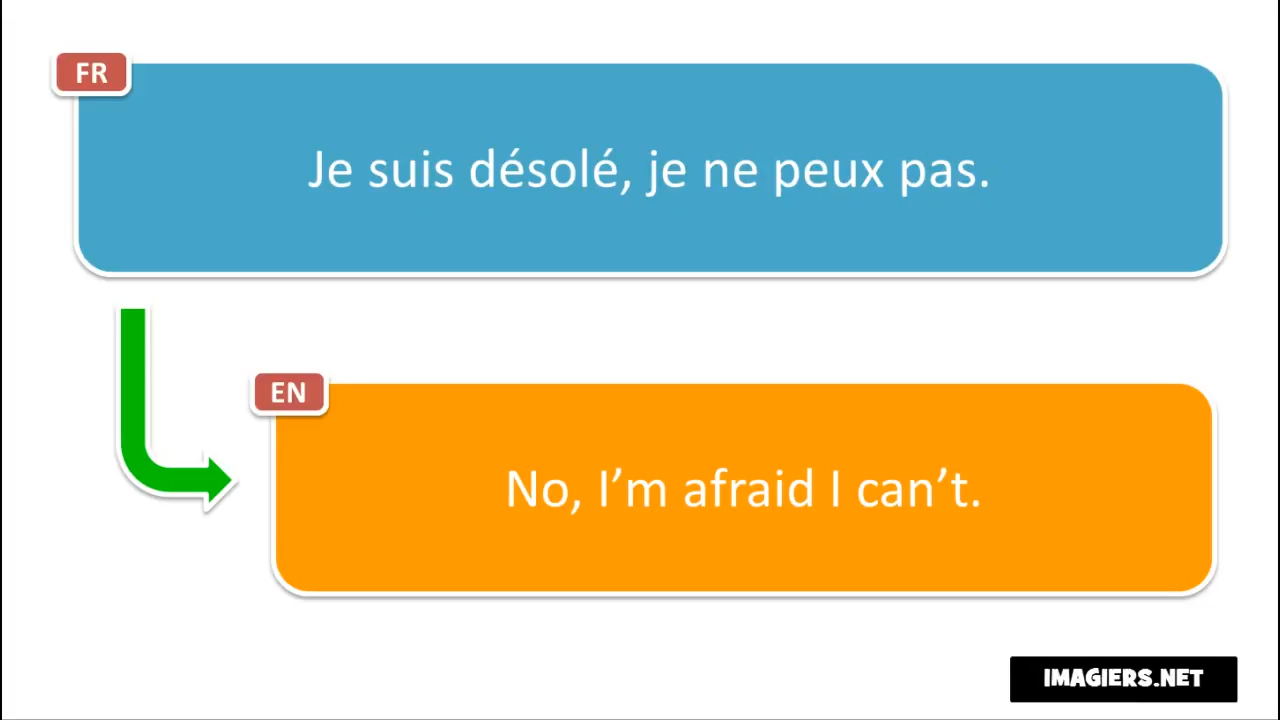 FR
Je suis désolé, je ne peux pas.
EN
No, I’m afraid I can’t.
IMAGIERS.NET